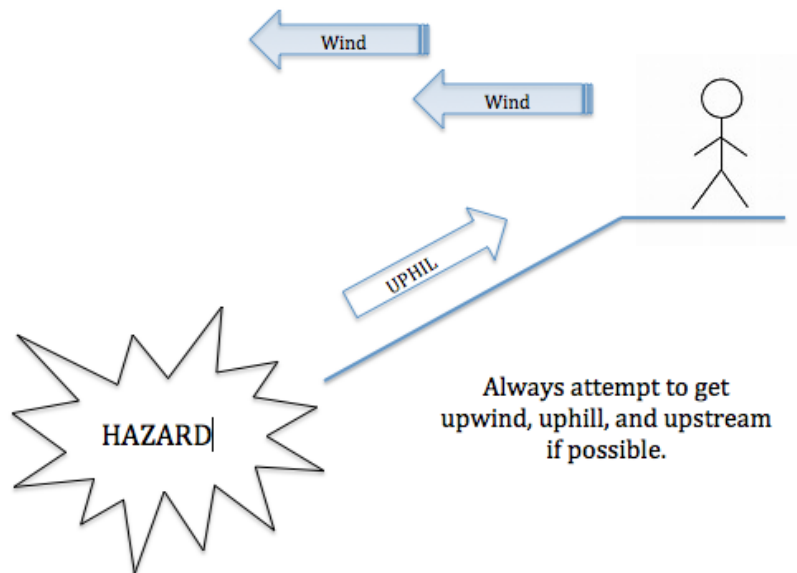 Wind
Wind
UPHIL
HAZARD
Always attempt to get
upwind, uphill, and upstream
if possible.